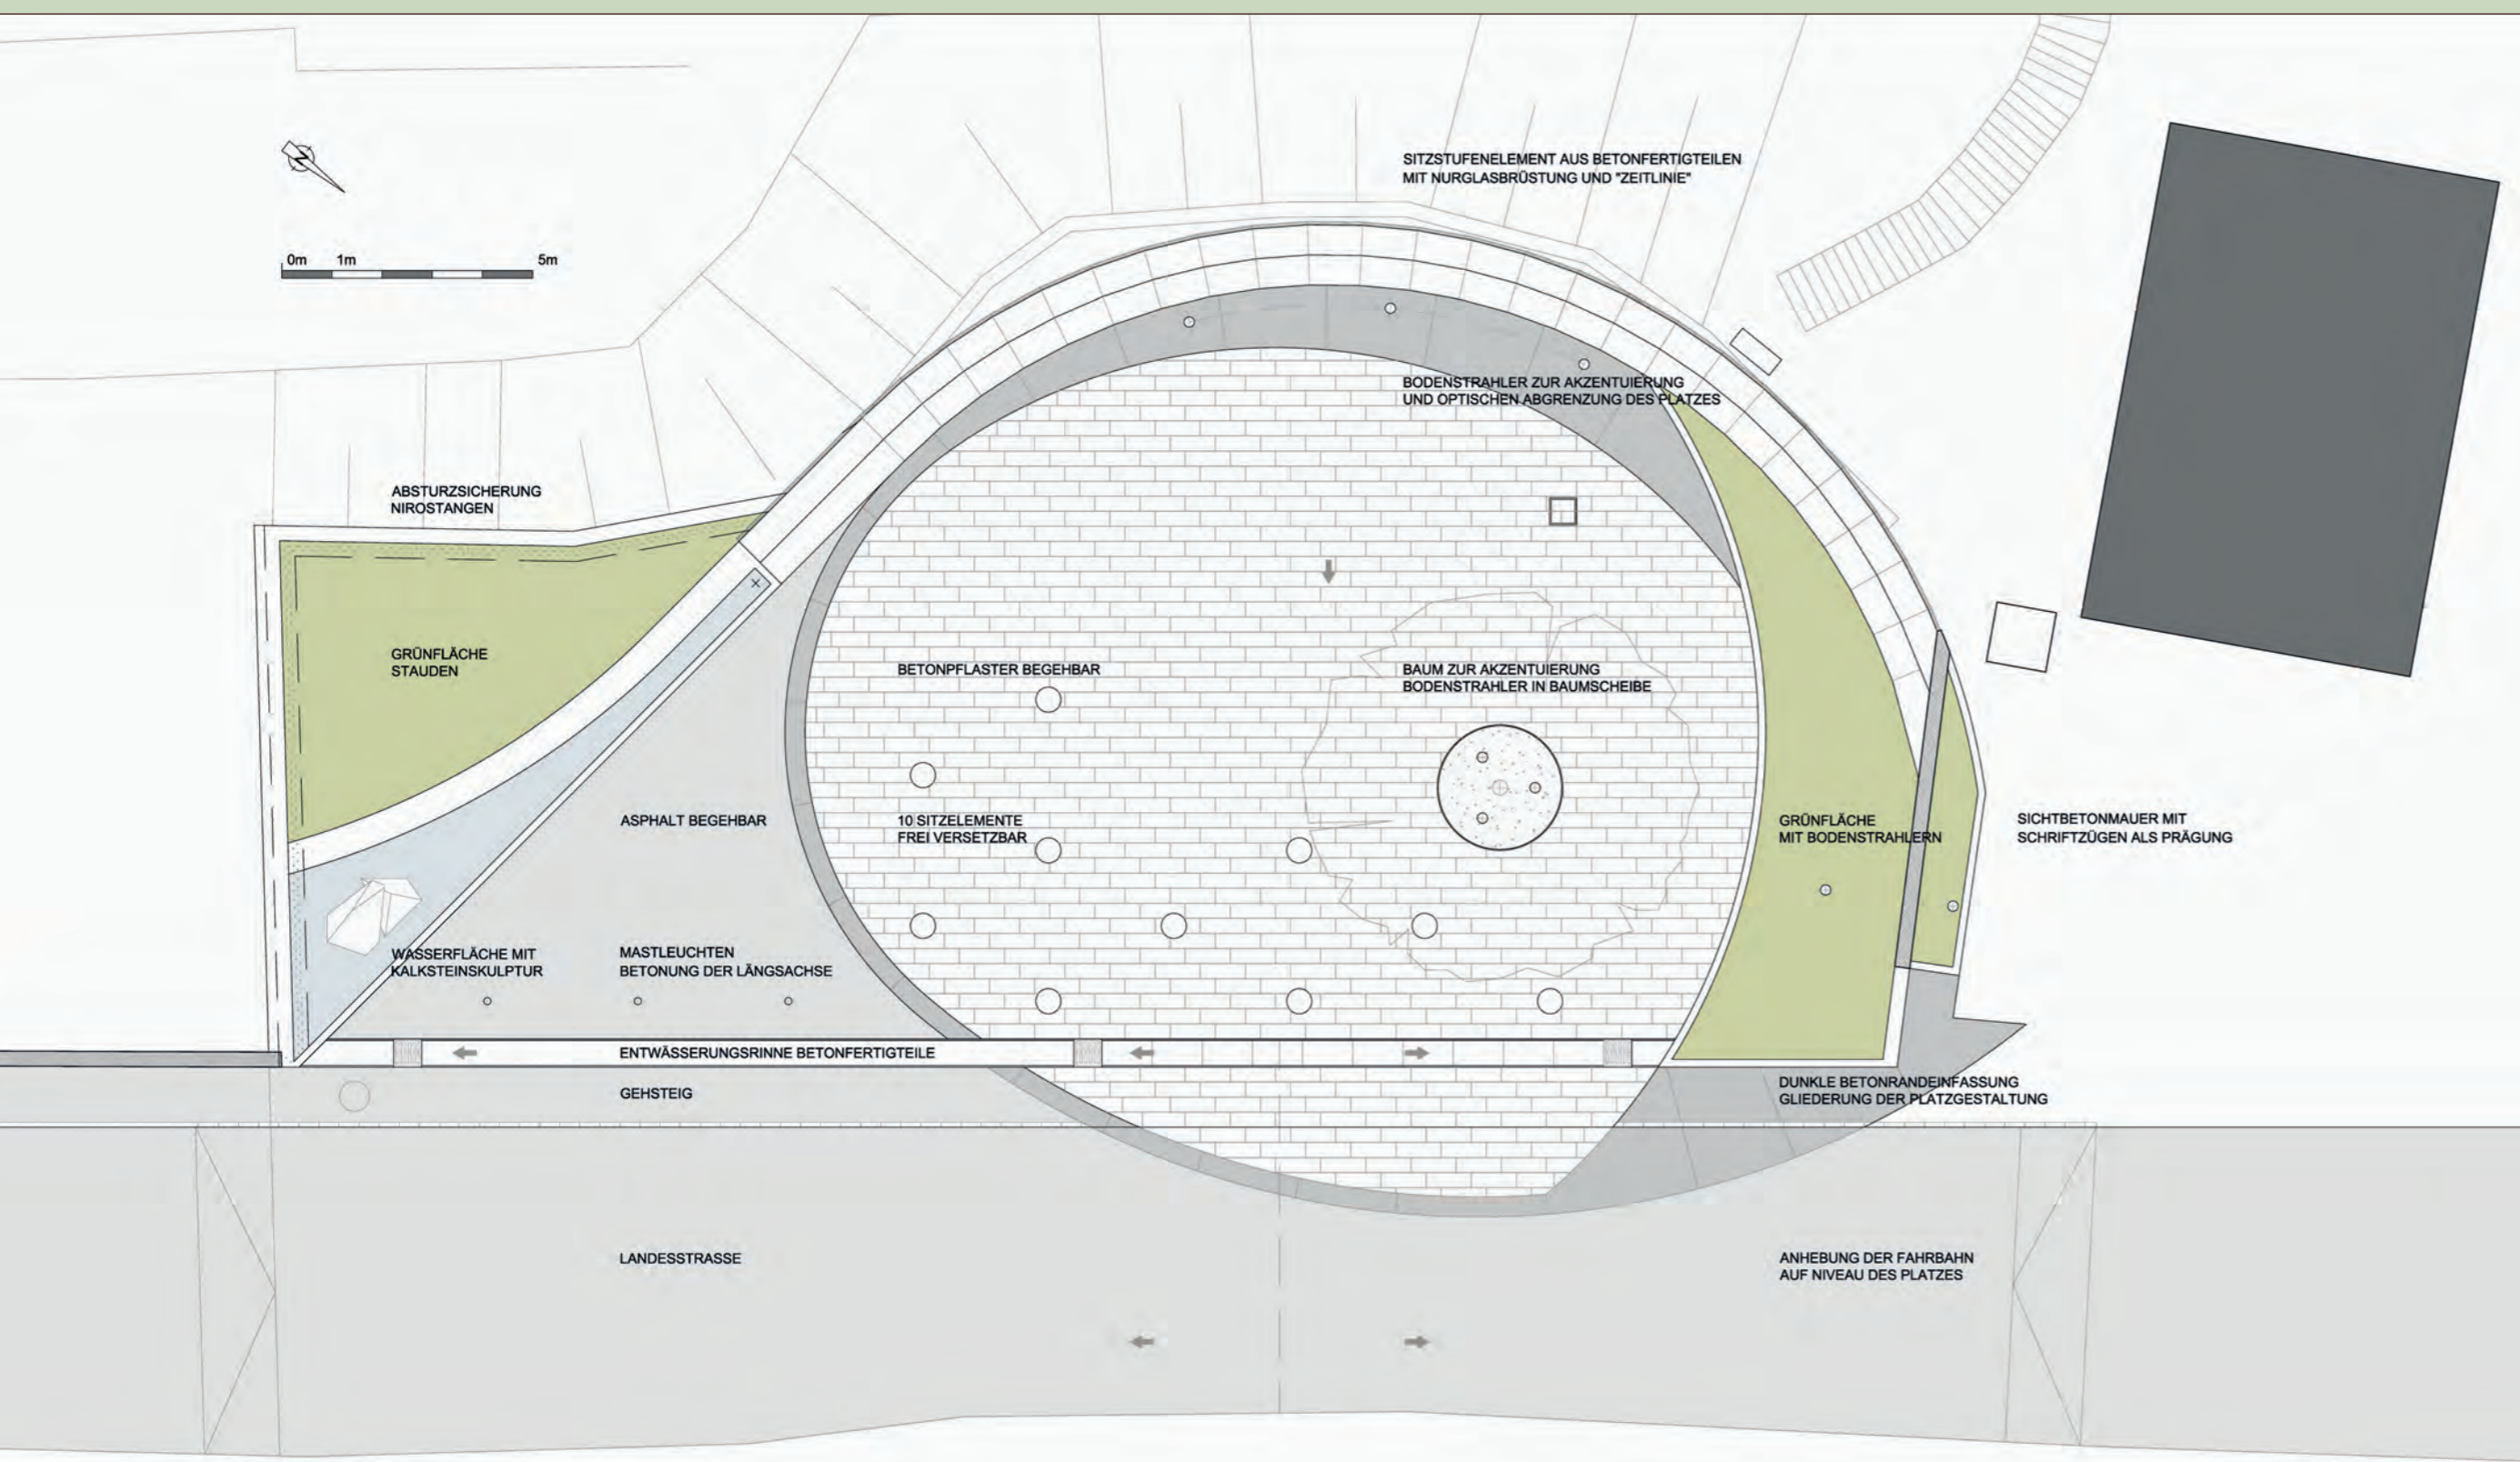 SITZSTUFENELEMENT AUS BETONFERTIGTEILEN
MIT NURGLASBRÜSTUNG UND "ZEITLINIE"
N
0m 1m 5m
BODENSTRAHLER ZUR AKZENTUIERUNG
UND OPTISCHEN ABGRENZUNG DES PLATZES
ABSTURZSICHERUNG
NIROSTANGEN
GRÜNFLÄCHE
STAUDEN
BETONPFLASTER BEGEHBAR
BAUM ZUR AKZENTUIERUNG
BODENSTRAHLER IN BAUMSCHEIBE
ASPHALT BEGEHBAR
10 SITZELEMENTE
FREI VERSETZBAR
GRÜNFLÄCHE
MIT BODENSTRAHLERN
SICHTBETONMAUER MIT
SCHRIFTZÜGEN ALS PRÄGUNG
WASSERFLÄCHE MIT
KALKSTEINSKULPTUR
MASTLEUCHTEN
BETONUNG DER LÄNGSACHSE
ENTWÄSSERUNGSRINNE BETONFERTIGTEILE
GEHSTEIG
DUNKLE BETONRANDEINFASSUNG
GLIEDERUNG DER PLATZGESTALTUNG
LANDESSTRASSE
ANHEBUNG DER FAHRBAHN
AUF NIVEAU DES PLATZES